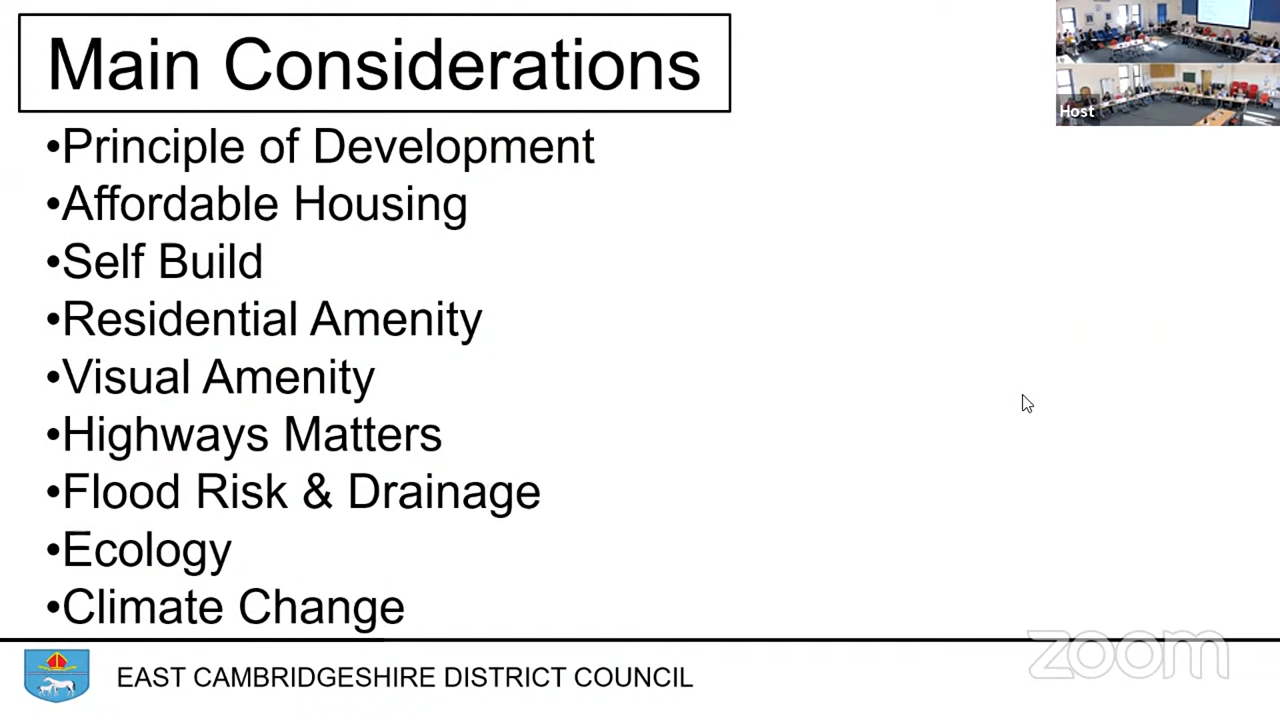 Main Considerations
Host
•Principle of Development
•Affordable Housing
•Self Build
•Residential Amenity
•Visual Amenity
•Highways Matters
•Flood Risk & Drainage
•Ecology
•Climate Change
EAST CAMBRIDGESHIRE DISTRICT COUNCIL
zoom